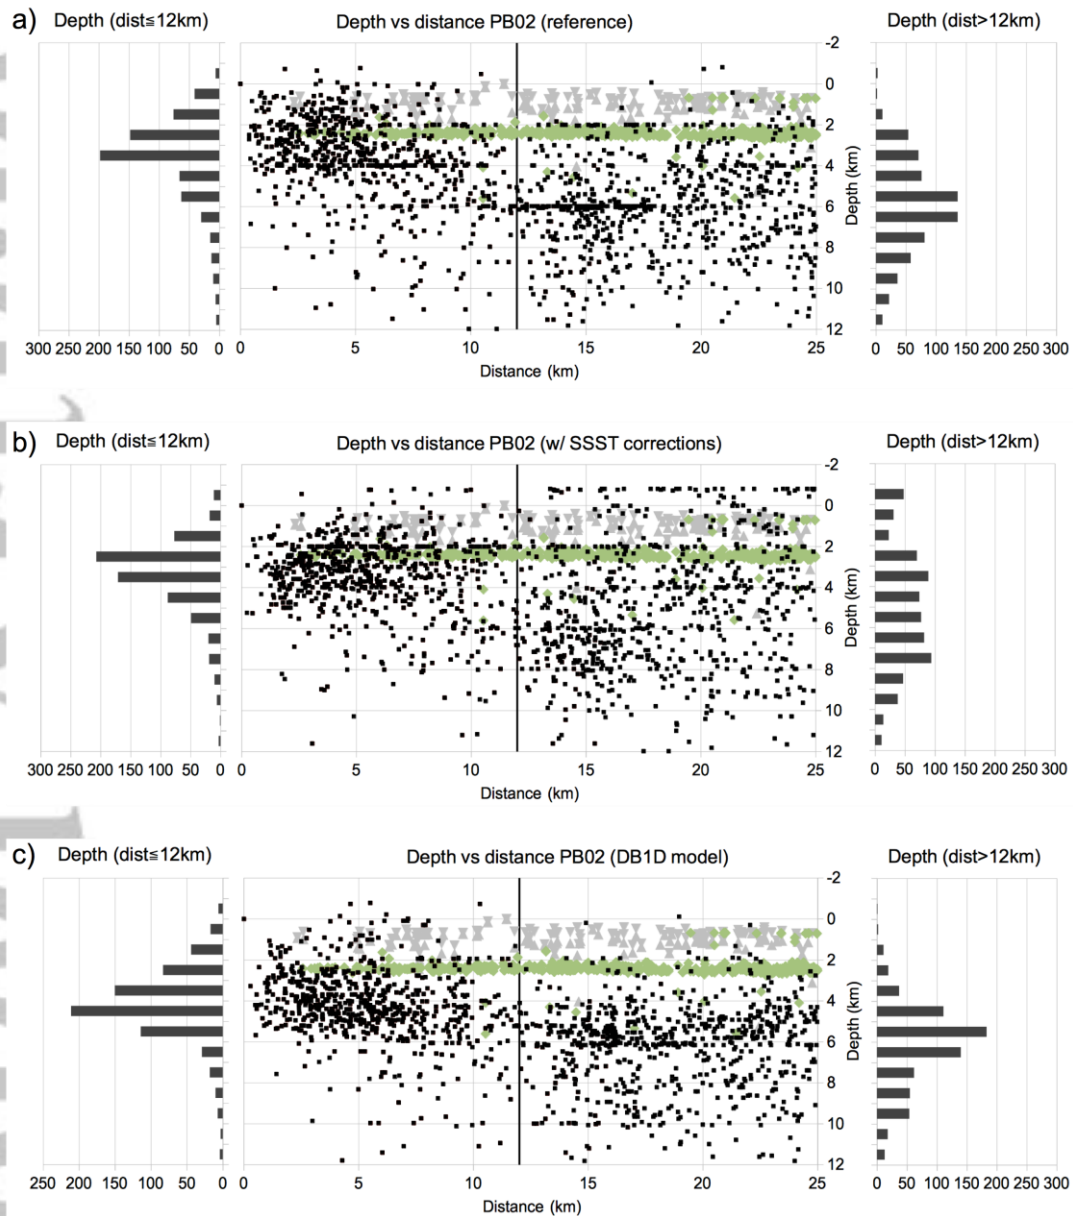 a)
Depth (dist≦12km)
Depth vs distance PB02 (reference)
Depth (dist>12km)
-2
0
2
4
6
8
10
12
Depth (km)
300 250 200 150 100 50 0
0 5 10 15 20 25
Distance (km)
0 50 100 150 200 250 300
b)
Depth (dist≦12km)
Depth vs distance PB02 (w/ SSST corrections)
Depth (dist>12km)
-2
0
2
4
6
8
10
12
Depth (km)
300 250 200 150 100 50 0
0 5 10 15 20 25
Distance (km)
0 50 100 150 200 250 300
c)
Depth (dist≦12km)
Depth vs distance PB02 (DB1D model)
Depth (dist>12km)
-2
0
2
4
6
8
10
12
Depth (km)
250 200 150 100 50 0
0 5 10 15 20 25
Distance (km)
0 50 100 150 200 250 300